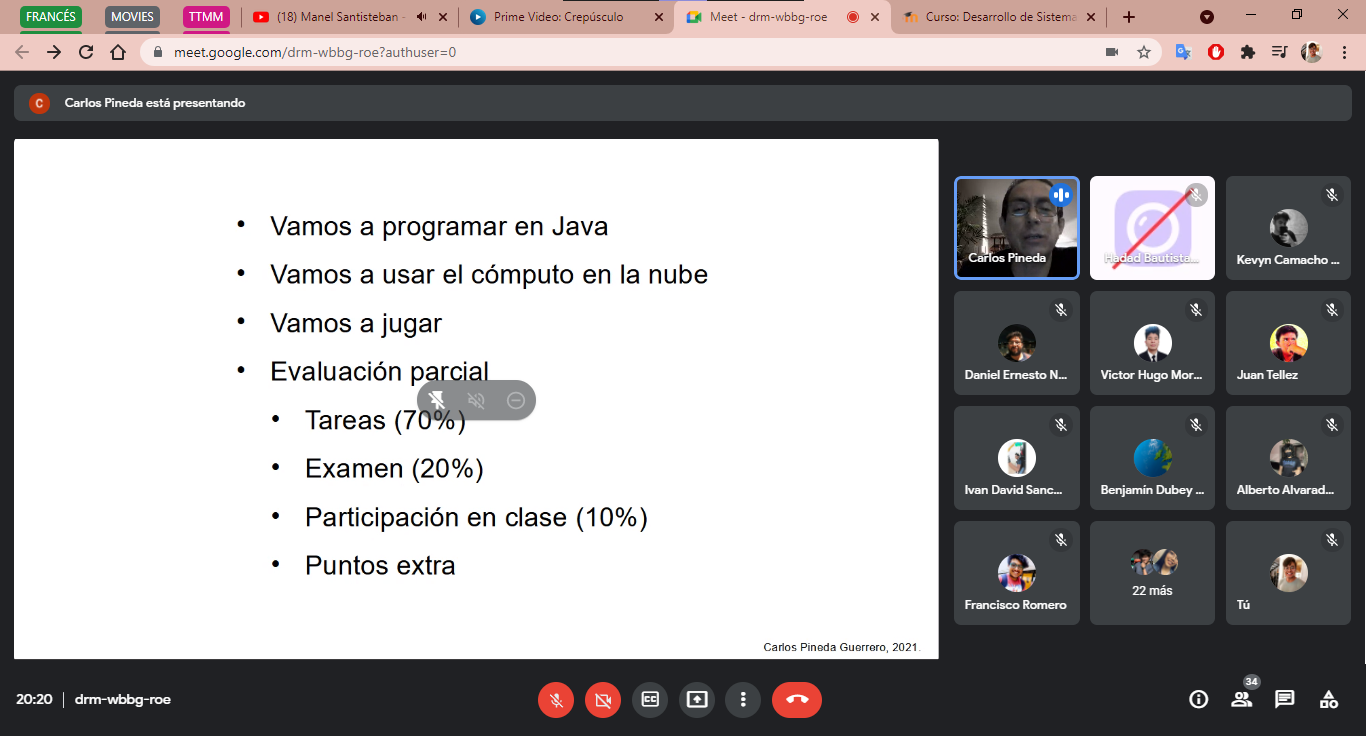 FRANCÉS
MOVIES
TTMM
(18) Manel Santisteban -
Prime Video: Crepúsculo
Meet - drm-wbbg-roe
Curso: Desarrollo de Sistema
meet.google.com/drm-wbbg-roe?authuser=0
C
Carlos Pineda está presentando
• Vamos a programar en Java
• Vamos a usar el cómputo en la nube
• Vamos a jugar
• Evaluación parcial
• Tareas (70%)
• Examen (20%)
• Participación en clase (10%)
• Puntos extra
Carlos Pineda Guerrero, 2021.
Carlos Pineda
Hadad Bautista...
Kevyn Camacho ...
Daniel Ernesto N...
Victor Hugo Mor...
Juan Tellez
Ivan David Sanc...
Benjamin Dubey ...
Alberto Alvarad...
Francisco Romero
22 más
Tú
20:20
drm-wbbg-roe
CC
34